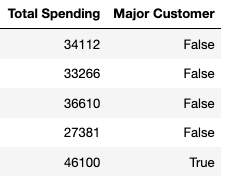 Total Spending Major Customer
34112 False
33266 False
36610 False
27381 False
46100 True